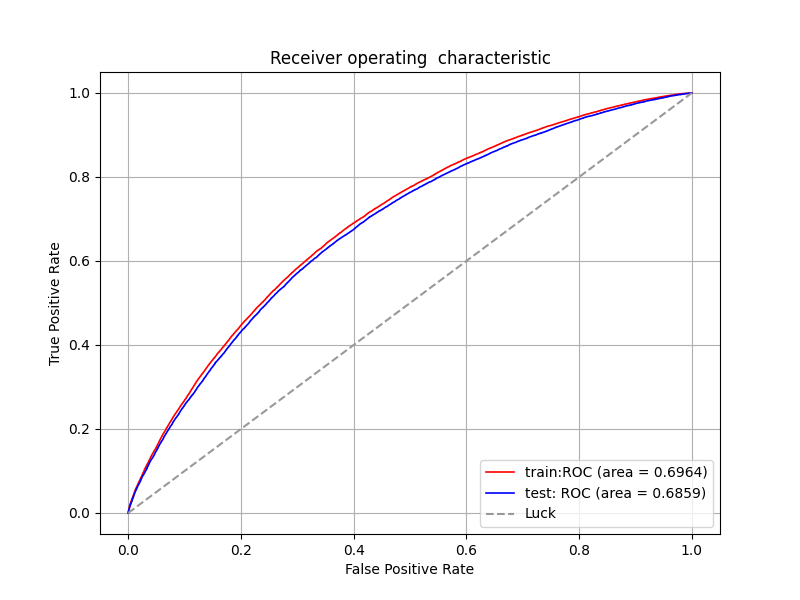 Receiver operating  characteristic
True Positive Rate
1.0
0.8
0.6
0.4
0.2
0.0
train:ROC (area = 0.6964)
test: ROC (area = 0.6859)
Luck
0.0 0.2 0.4 0.6 0.8 1.0
False Positive Rate